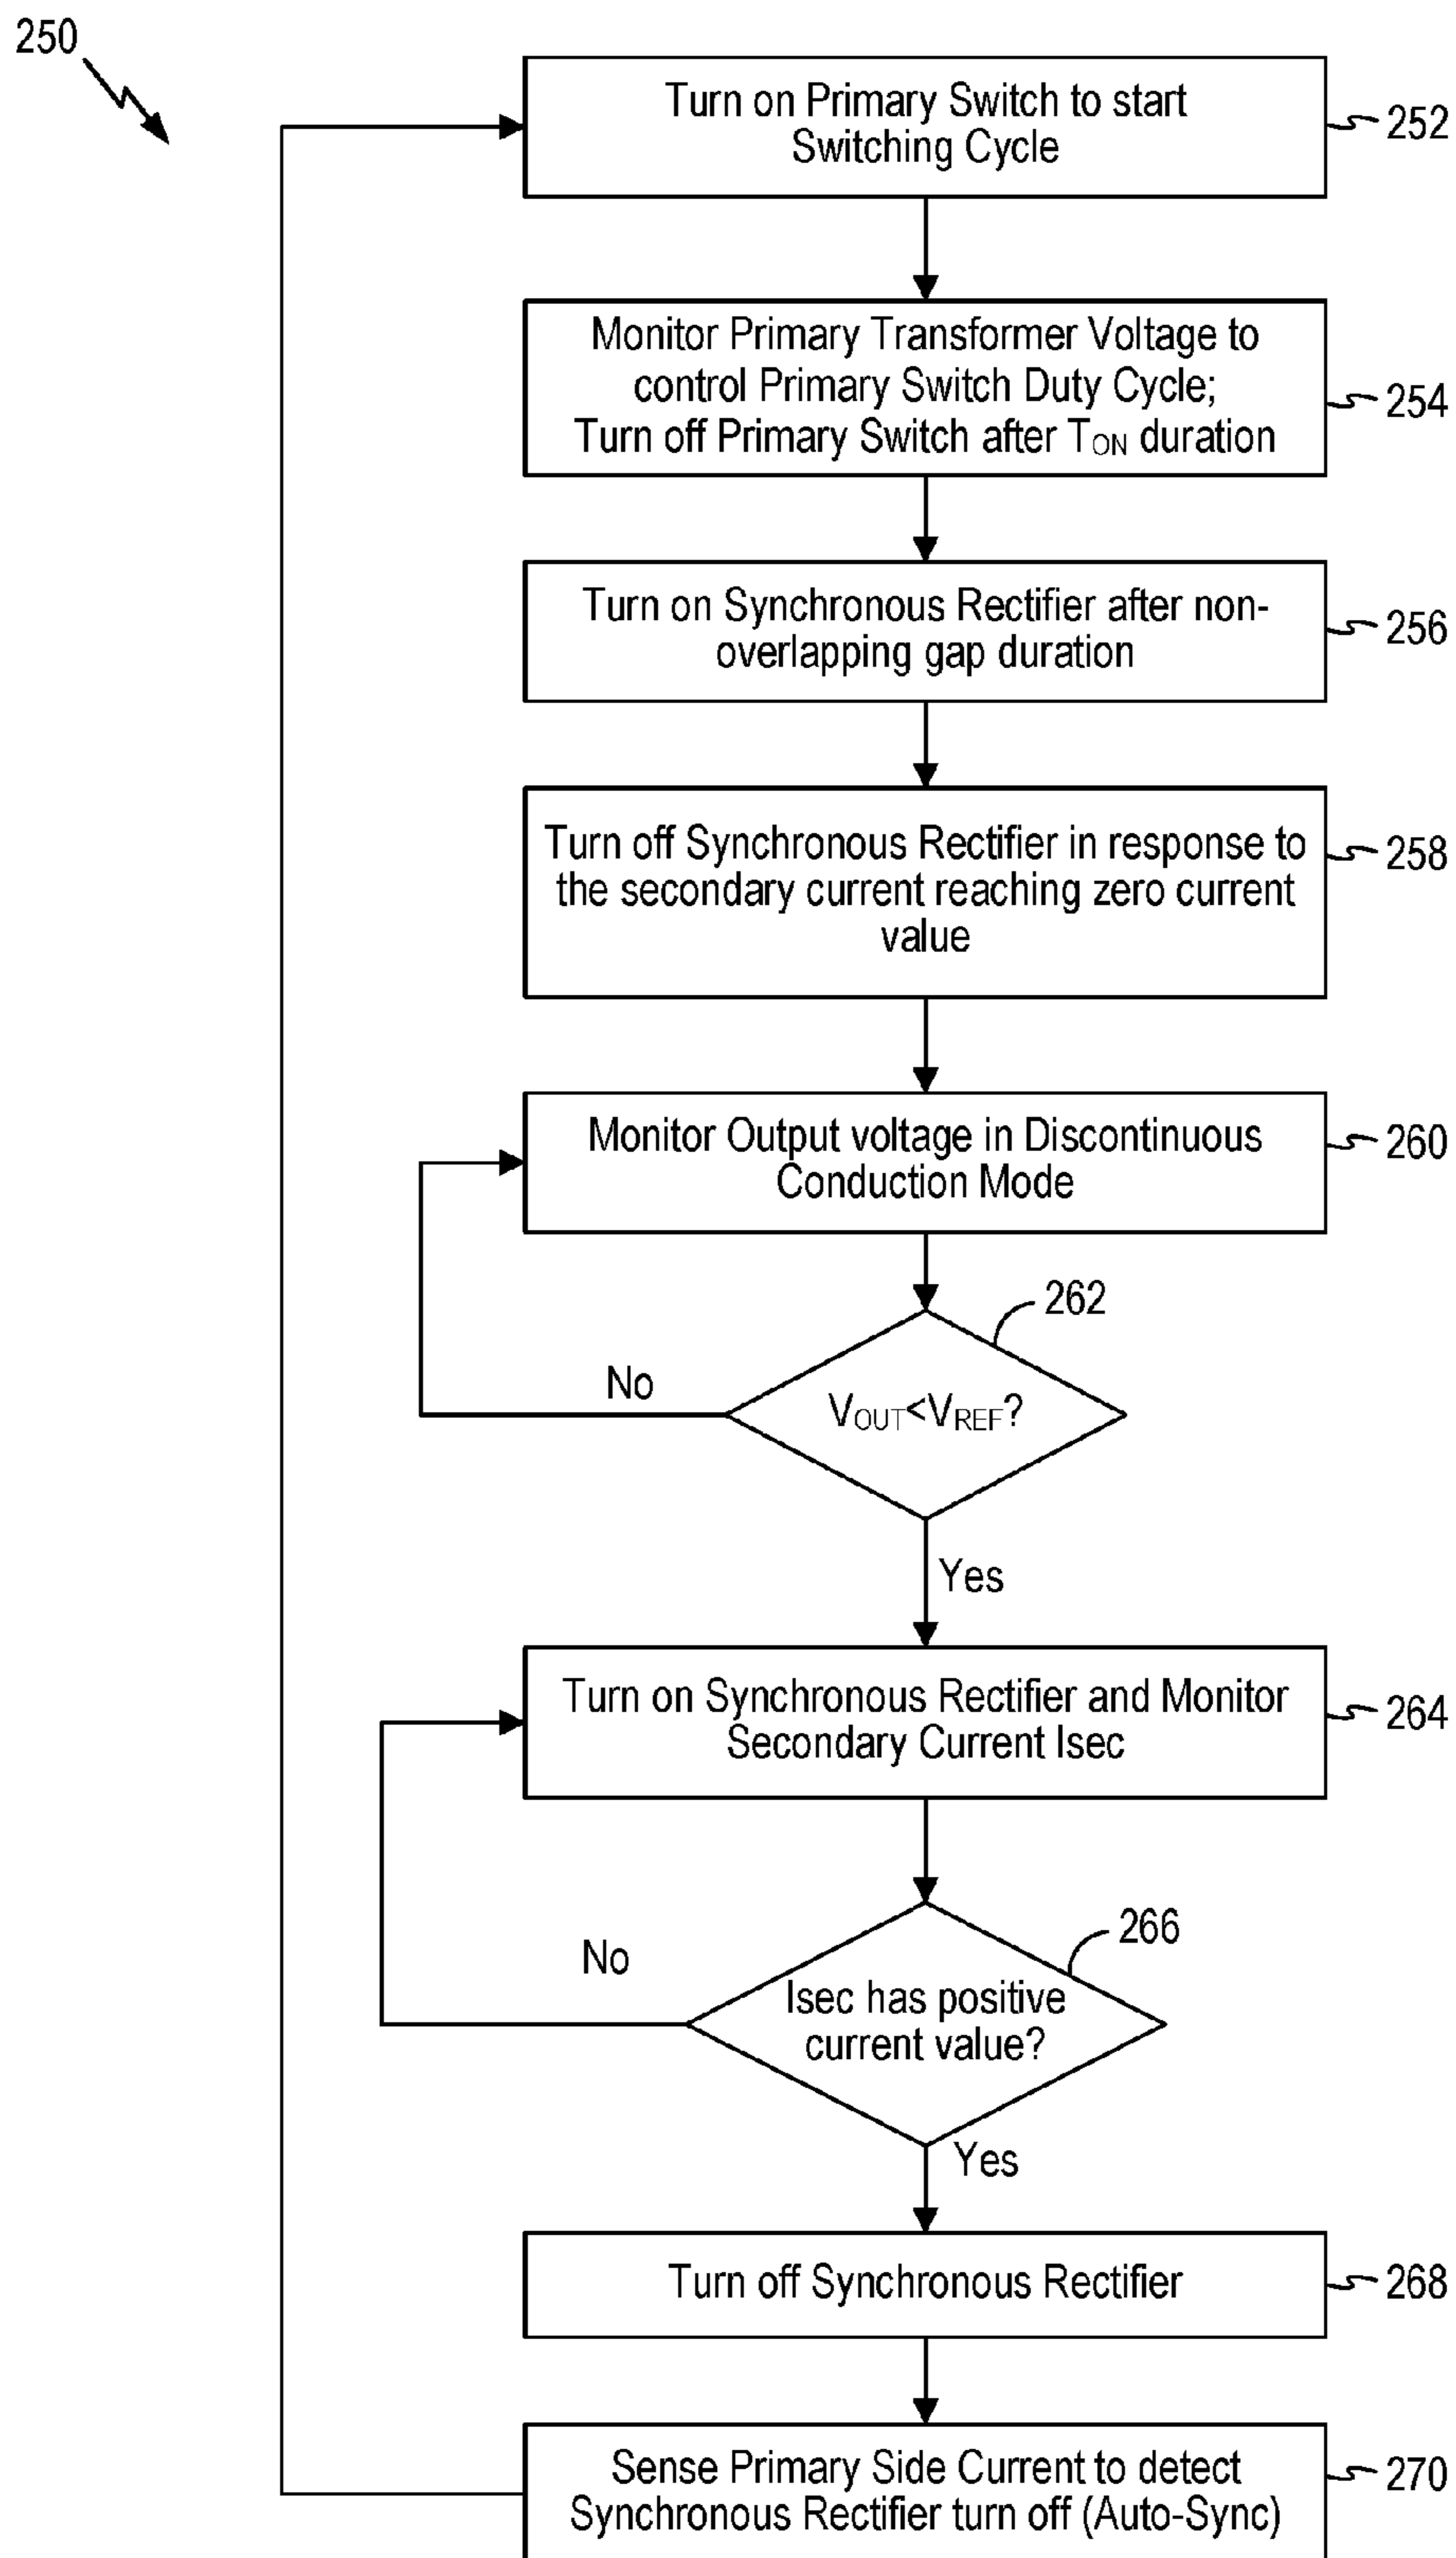 250
Turn on Primary Switch to start
Switching Cycle
252
Monitor Primary Transformer Voltage to
control Primary Switch Duty Cycle;
Turn off Primary Switch after TON duration
254
Turn on Synchronous Rectifier after non-
overlapping gap duration
256
Turn off Synchronous Rectifier in response to
the secondary current reaching zero current
value
258
Monitor Output voltage in Discontinuous
Conduction Mode
260
262
VOUT<VREF?
No
Yes
Turn on Synchronous Rectifier and Monitor
Secondary Current Isec
264
266
Isec has positive
current value?
No
Yes
Turn off Synchronous Rectifier
268
Sense Primary Side Current to detect
Synchronous Rectifier turn off (Auto-Sync)
270